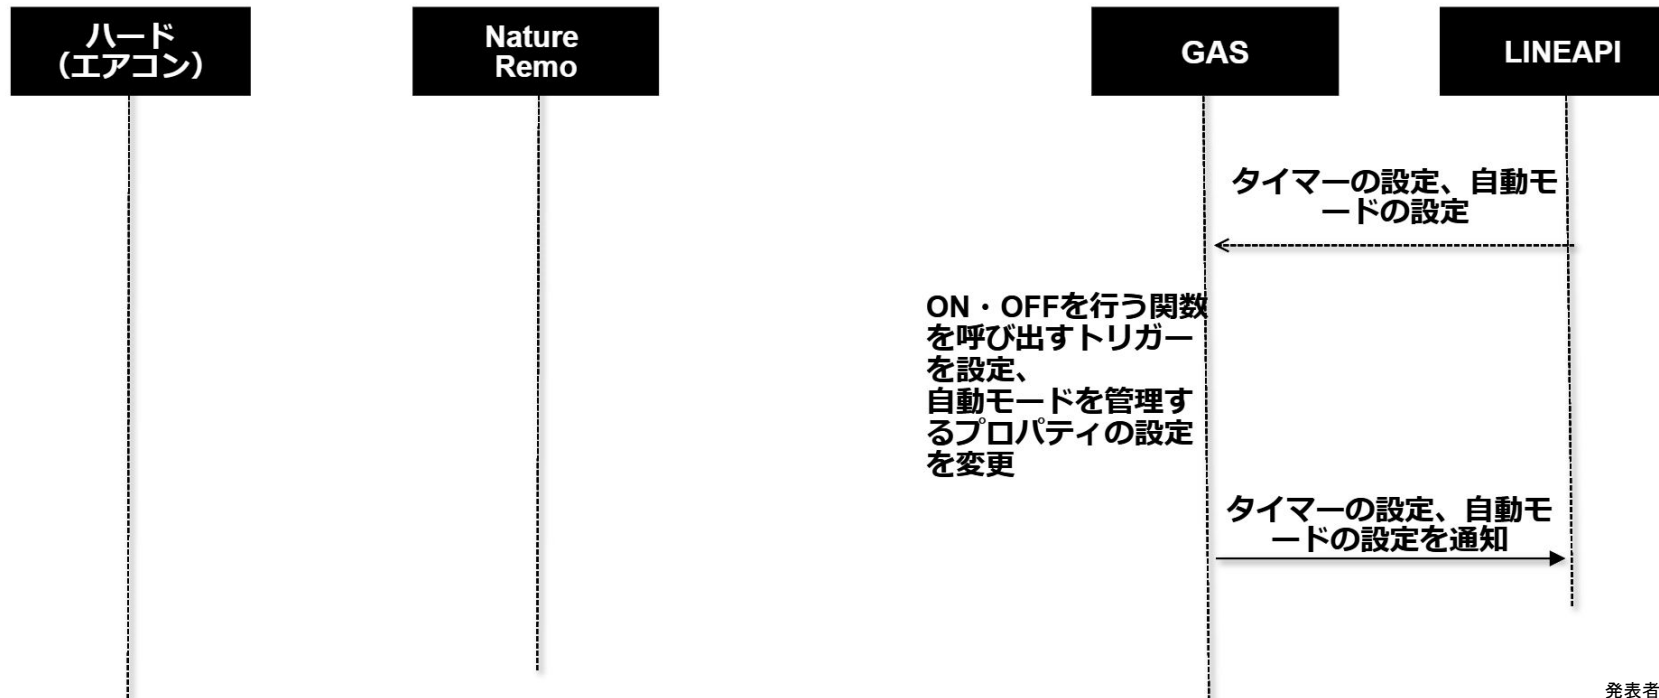 ハード
（エアコン）
Nature
Remo
GAS
LINEAPI
タイマーの設定、自動モ
ードの設定
ON・OFFを行う関数
を呼び出すトリガー
を設定、
自動モードを管理す
るプロパティの設定
を変更
タイマーの設定、自動モ
ードの設定を通知
発表者